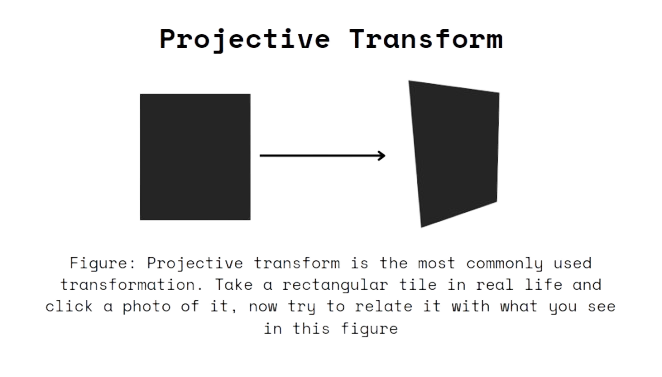 Projective Transform
Figure: Projective transform is the most commonly used
transformation. Take a rectangular tile in real life and
click a photo of it, now try to relate it with what you see
in this figure